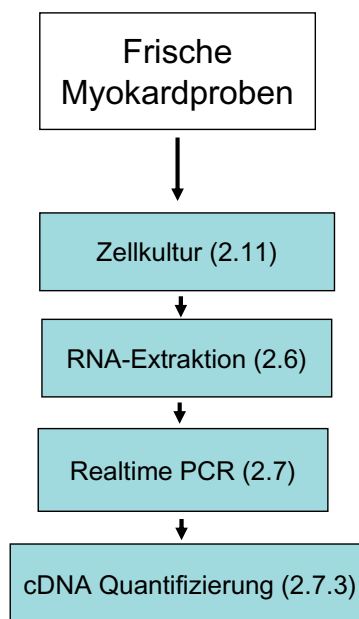 Frische
Myokardproben
Zellkultur (2.11)
RNA-Extraktion (2.6)
Realtime PCR (2.7)
cDNA Quantifizierung (2.7.3)